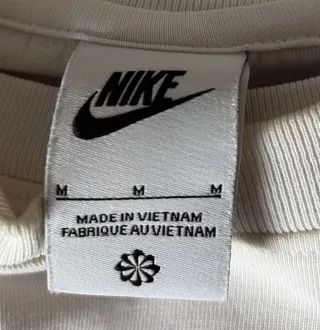 NIKE
M M M
MADE IN VIETNAM
FABRIQUE AU VIETNAM